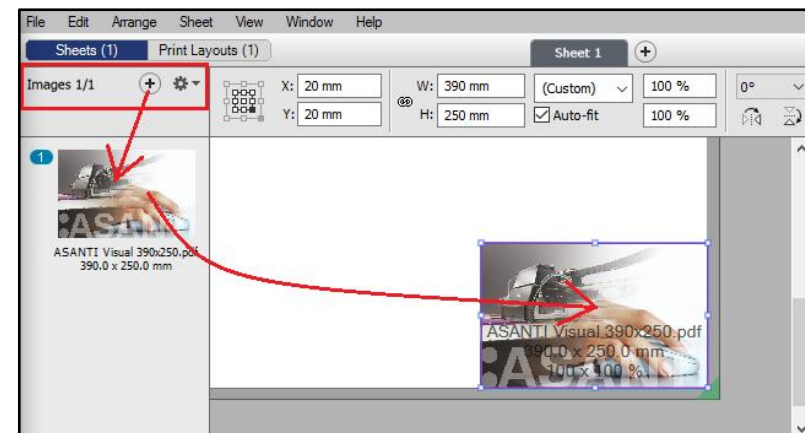 File Edit Arrange Sheet View Window Help
Sheets (1) Print Layouts (1) Sheet 1
Images 1/1 X: 20 mm W: 390 mm (Custom) 100 % 0°
Y: 20 mm H: 250 mm Auto-fit 100 %
1
:ASANTI
ASANTI Visual 390x250.pdf
390.0 x 250.0 mm
ASANTI Visual 390x250.pdf
390.0 x 250.0 mm
100 x 100 %
:ASANTI